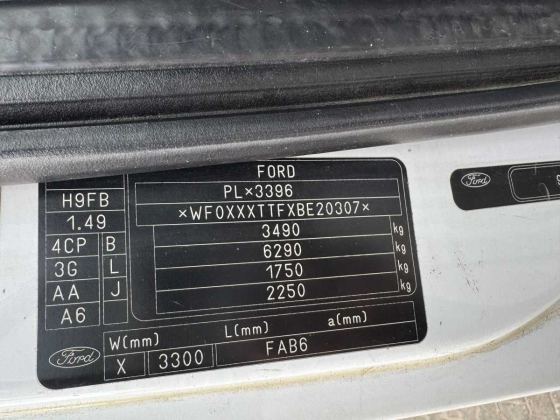 FORD
PL×3396
×WF0XXXTTFXBE20307×
3490 kg
6290 kg
1750 kg
2250 kg
H9FB
1.49
4CP B
3G L
AA J
A6
W(mm) L(mm) a(mm)
Ford X 3300 FAB6
Ford